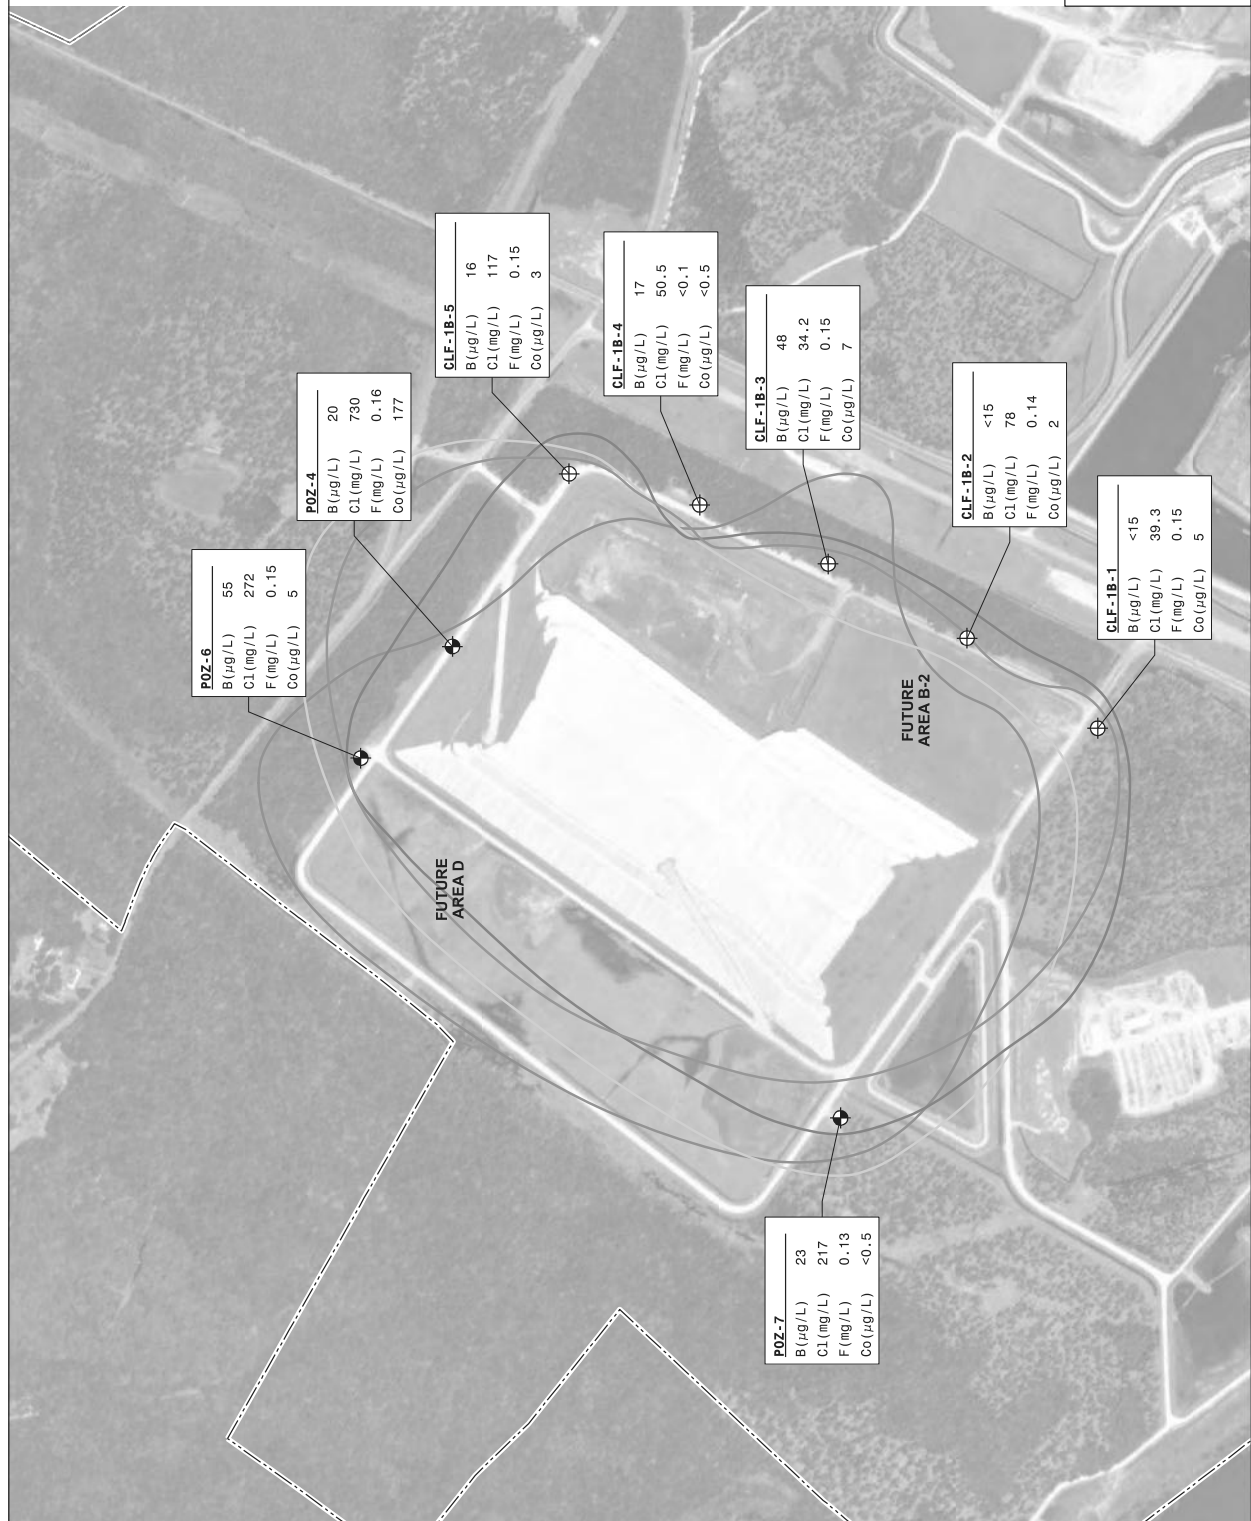 POZ-6
B(µg/L) 55
Cl(mg/L) 272
F(mg/L) 0.15
Co(µg/L) 5
POZ-4
B(µg/L) 20
Cl(mg/L) 730
F(mg/L) 0.16
Co(µg/L) 177
CLF-1B-5
B(µg/L) 16
Cl(mg/L) 117
F(mg/L) 0.15
Co(µg/L) 3
CLF-1B-4
B(µg/L) 17
Cl(mg/L) 50.5
F(mg/L) <0.1
Co(µg/L) <0.5
CLF-1B-3
B(µg/L) 48
Cl(mg/L) 34.2
F(mg/L) 0.15
Co(µg/L) 7
CLF-1B-2
B(µg/L) <15
Cl(mg/L) 78
F(mg/L) 0.14
Co(µg/L) 2
CLF-1B-1
B(µg/L) <15
Cl(mg/L) 39.3
F(mg/L) 0.15
Co(µg/L) 5
POZ-7
B(µg/L) 23
Cl(mg/L) 217
F(mg/L) 0.13
Co(µg/L) <0.5
FUTURE
AREA D
FUTURE
AREA B-2